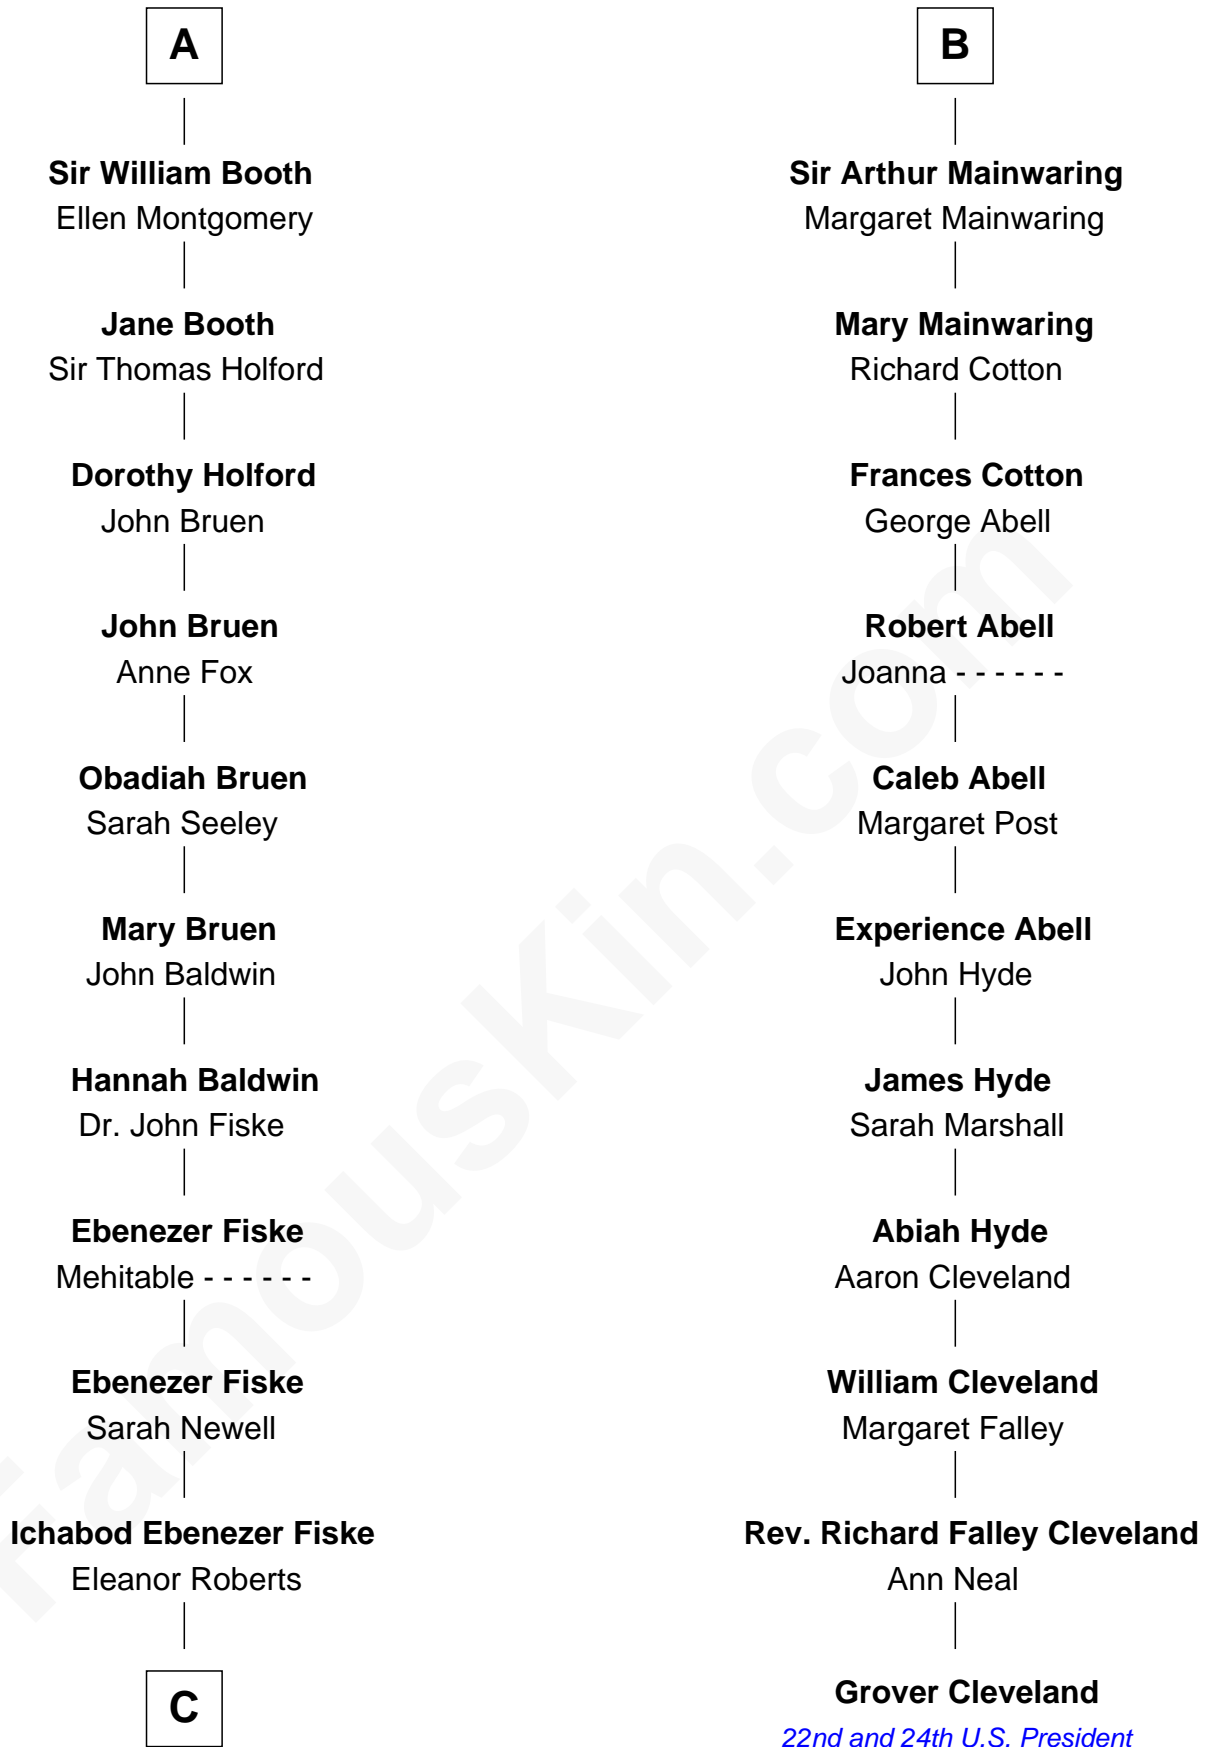 A
Sir William Booth
Ellen Montgomery
Jane Booth
Sir Thomas Holford
Dorothy Holford
John Bruen
John Bruen
Anne Fox
Obadiah Bruen
Sarah Seeley
Mary Bruen
John Baldwin
Hannah Baldwin
Dr. John Fiske
Ebenezer Fiske
Mehitable - - - - - -
Ebenezer Fiske
Sarah Newell
Ichabod Ebenezer Fiske
Eleanor Roberts
C
B
Sir Arthur Mainwaring
Margaret Mainwaring
Mary Mainwaring
Richard Cotton
Frances Cotton
George Abell
Robert Abell
Joanna - - - - - -
Caleb Abell
Margaret Post
Experience Abell
John Hyde
James Hyde
Sarah Marshall
Abiah Hyde
Aaron Cleveland
William Cleveland
Margaret Falley
Rev. Richard Falley Cleveland
Ann Neal
Grover Cleveland
22nd and 24th U.S. President
FamousKin.com